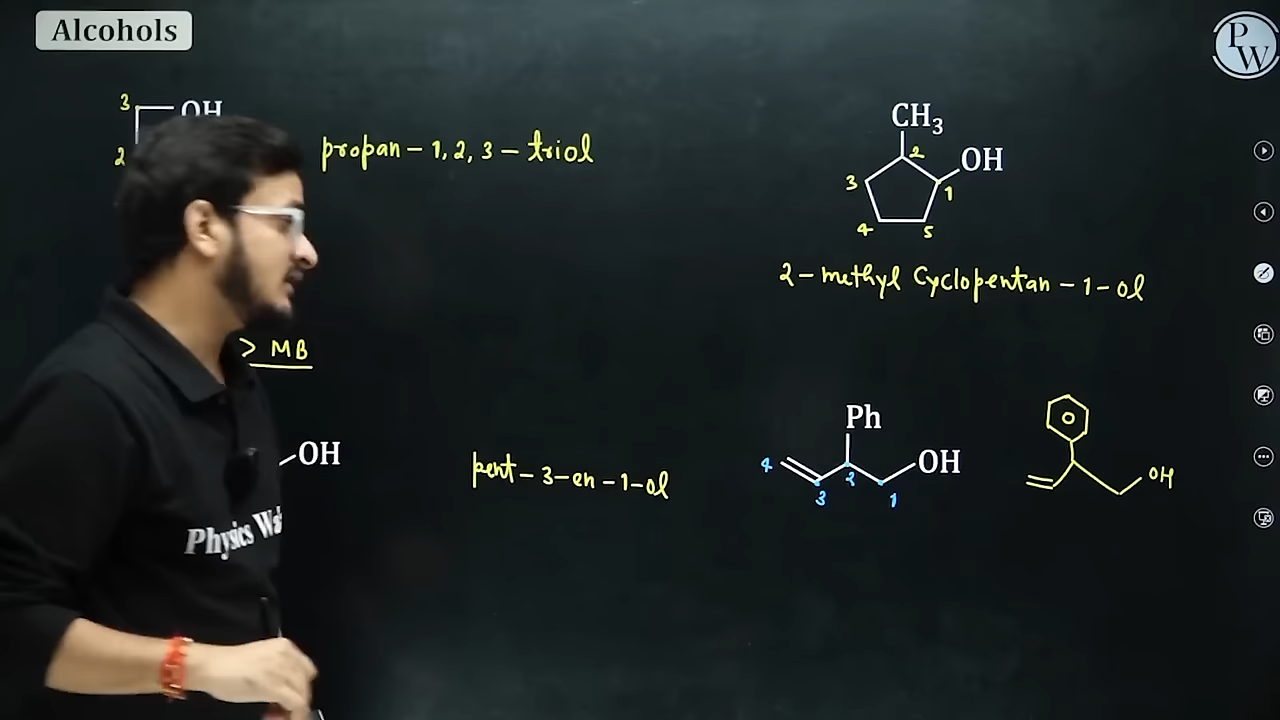 Alcohols
PW
3
OH
2
propan - 1, 2, 3 - triol
CH3
2
OH
3
1
4
5
2 - methyl Cyclopentan - 1 - ol
> MB
OH
pent - 3 - en - 1 - ol
Ph
4
OH
3
2
1
OH
Physics Wa